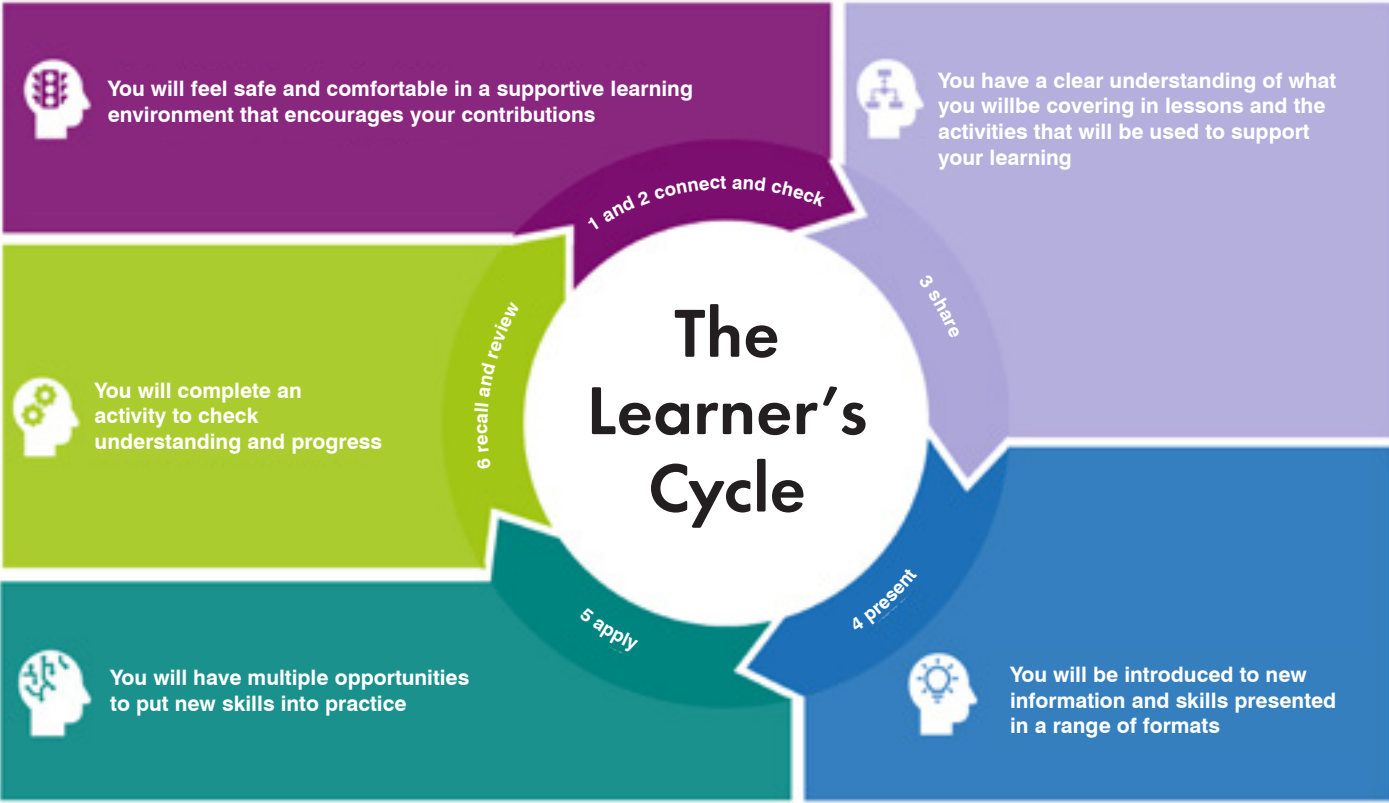 The
Learner’s
Cycle
1 and 2 connect and check
You will feel safe and comfortable in a supportive learning
environment that encourages your contributions
3 share
You have a clear understanding of what
you willbe covering in lessons and the
activities that will be used to support
your learning
4 present
You will be introduced to new
information and skills presented
in a range of formats
5 apply
You will have multiple opportunities
to put new skills into practice
6 recall and review
You will complete an
activity to check
understanding and progress